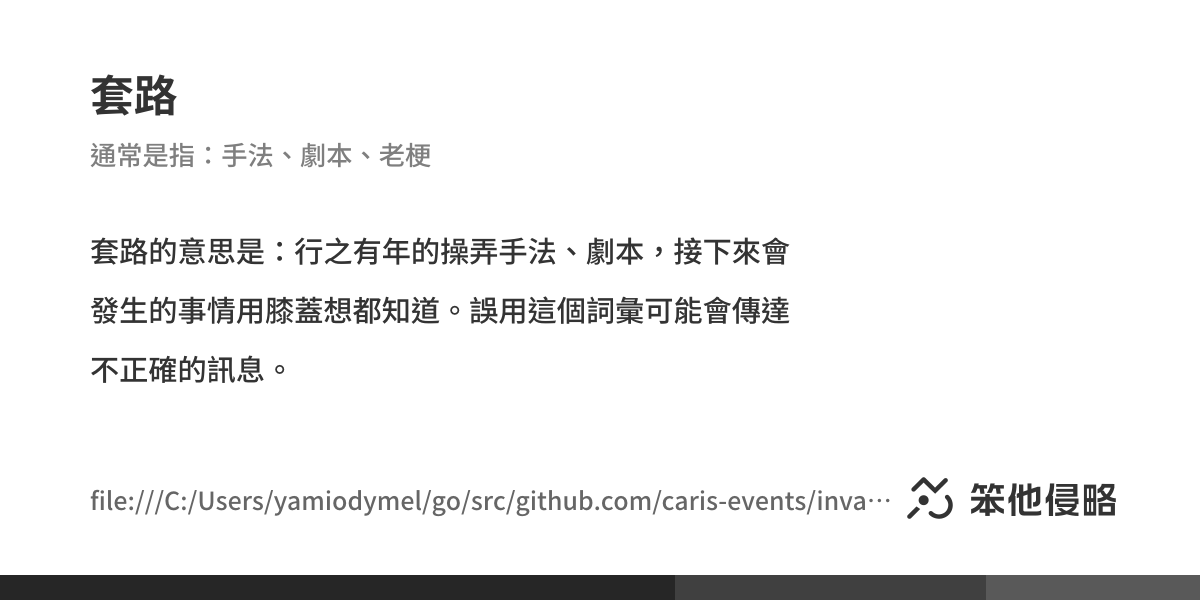 套路
通常是指：手法、劇本、老梗
套路的意思是：行之有年的操弄手法、劇本，接下來會
發生的事情用膝蓋想都知道。誤用這個詞彙可能會傳達
不正確的訊息。
file:///C:/Users/yamiodymel/go/src/github.com/caris-events/inva…
笨他侵略